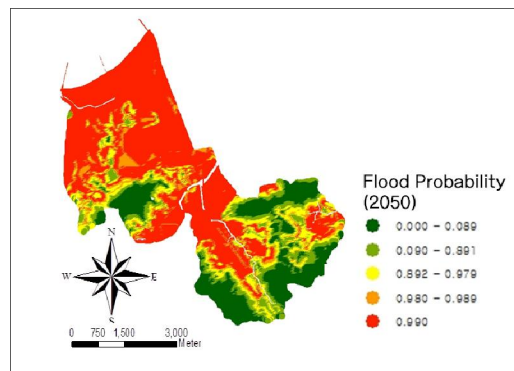 Flood Probability
(2050)
0.000 - 0.089
0.090 - 0.891
0.892 - 0.979
0.980 - 0.989
0.990
N
W E
S
0 750 1,500 3,000
Meter